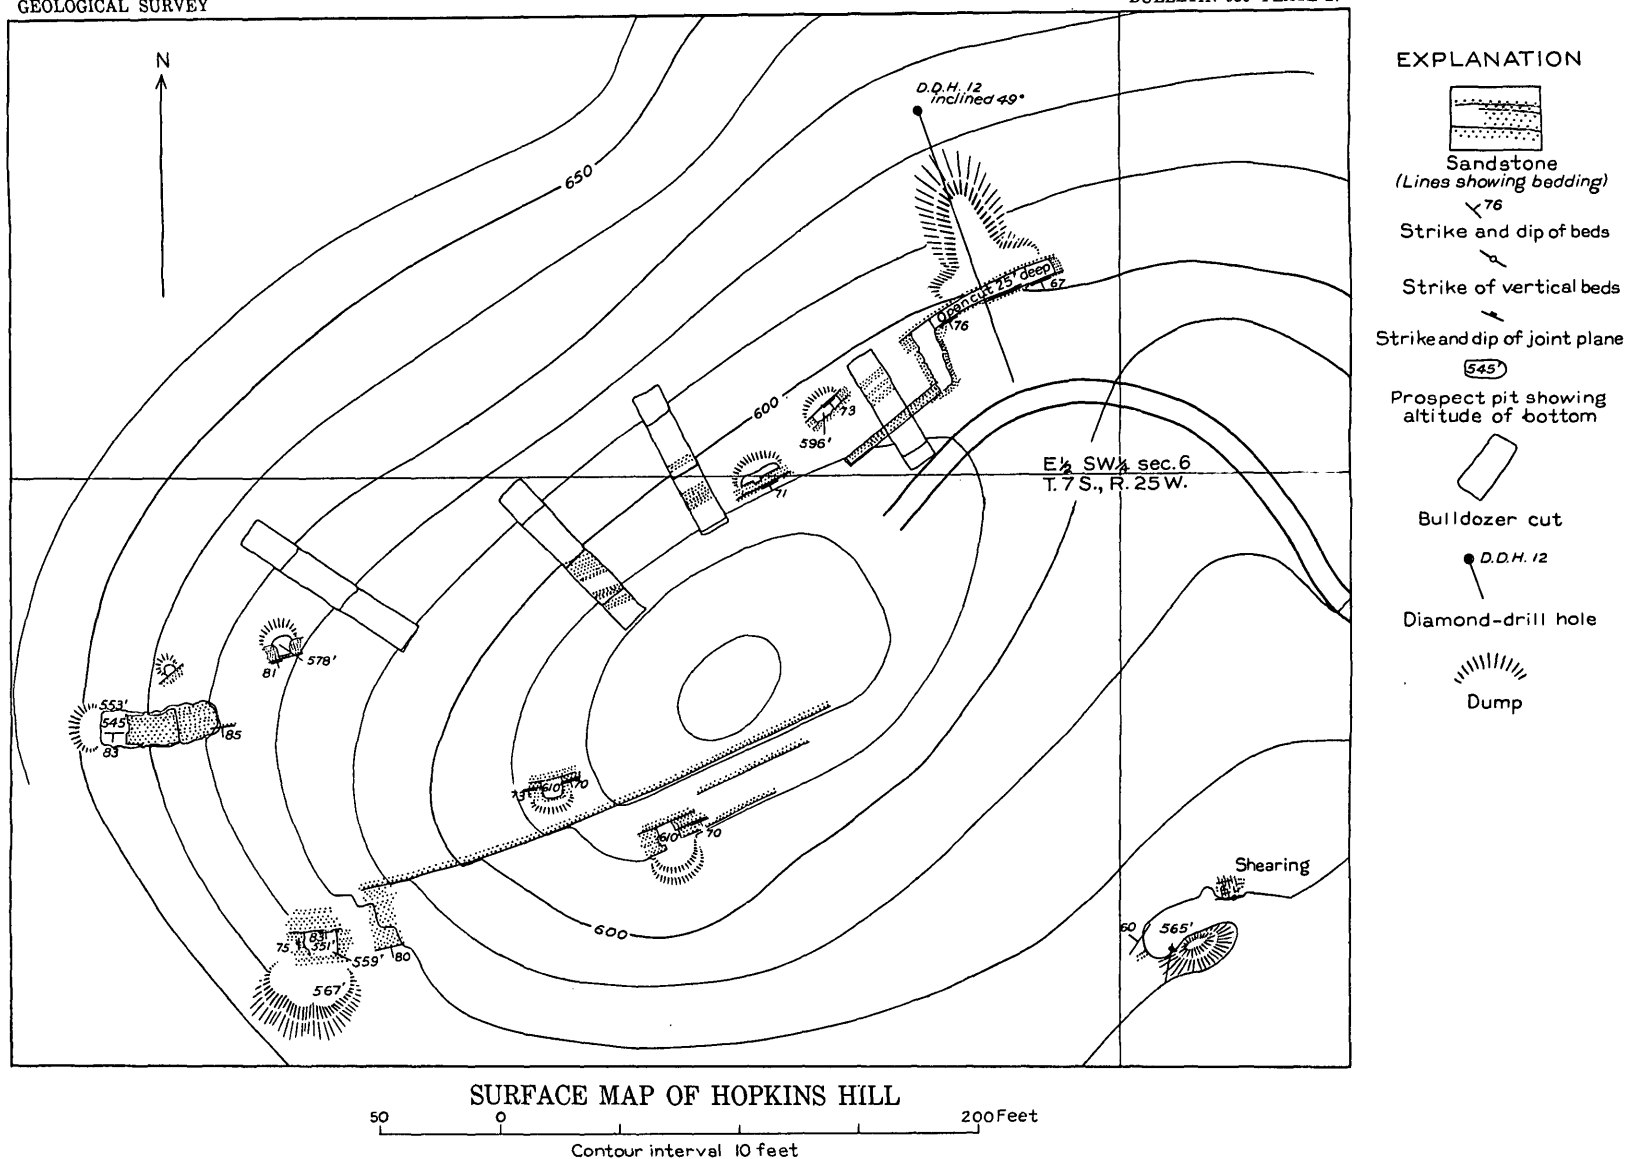 GEOLOGICAL SURVEY
N
D.D.H. 12
inclined 49°
650
Open cut 25' deep
67
76
600
73
596'
71
E½ SW¼ sec. 6
T. 7 S., R. 25 W.
578'
81
553'
545
83
85
73
610
70
610
70
600
Shearing
60
565'
75
83
551'
559'
80
567'
EXPLANATION
Sandstone
(Lines showing bedding)
76
Strike and dip of beds
Strike of vertical beds
Strike and dip of joint plane
545'
Prospect pit showing
altitude of bottom
Bulldozer cut
D.D.H. 12
Diamond-drill hole
Dump
SURFACE MAP OF HOPKINS HILL
50 0 200 Feet
Contour interval 10 feet